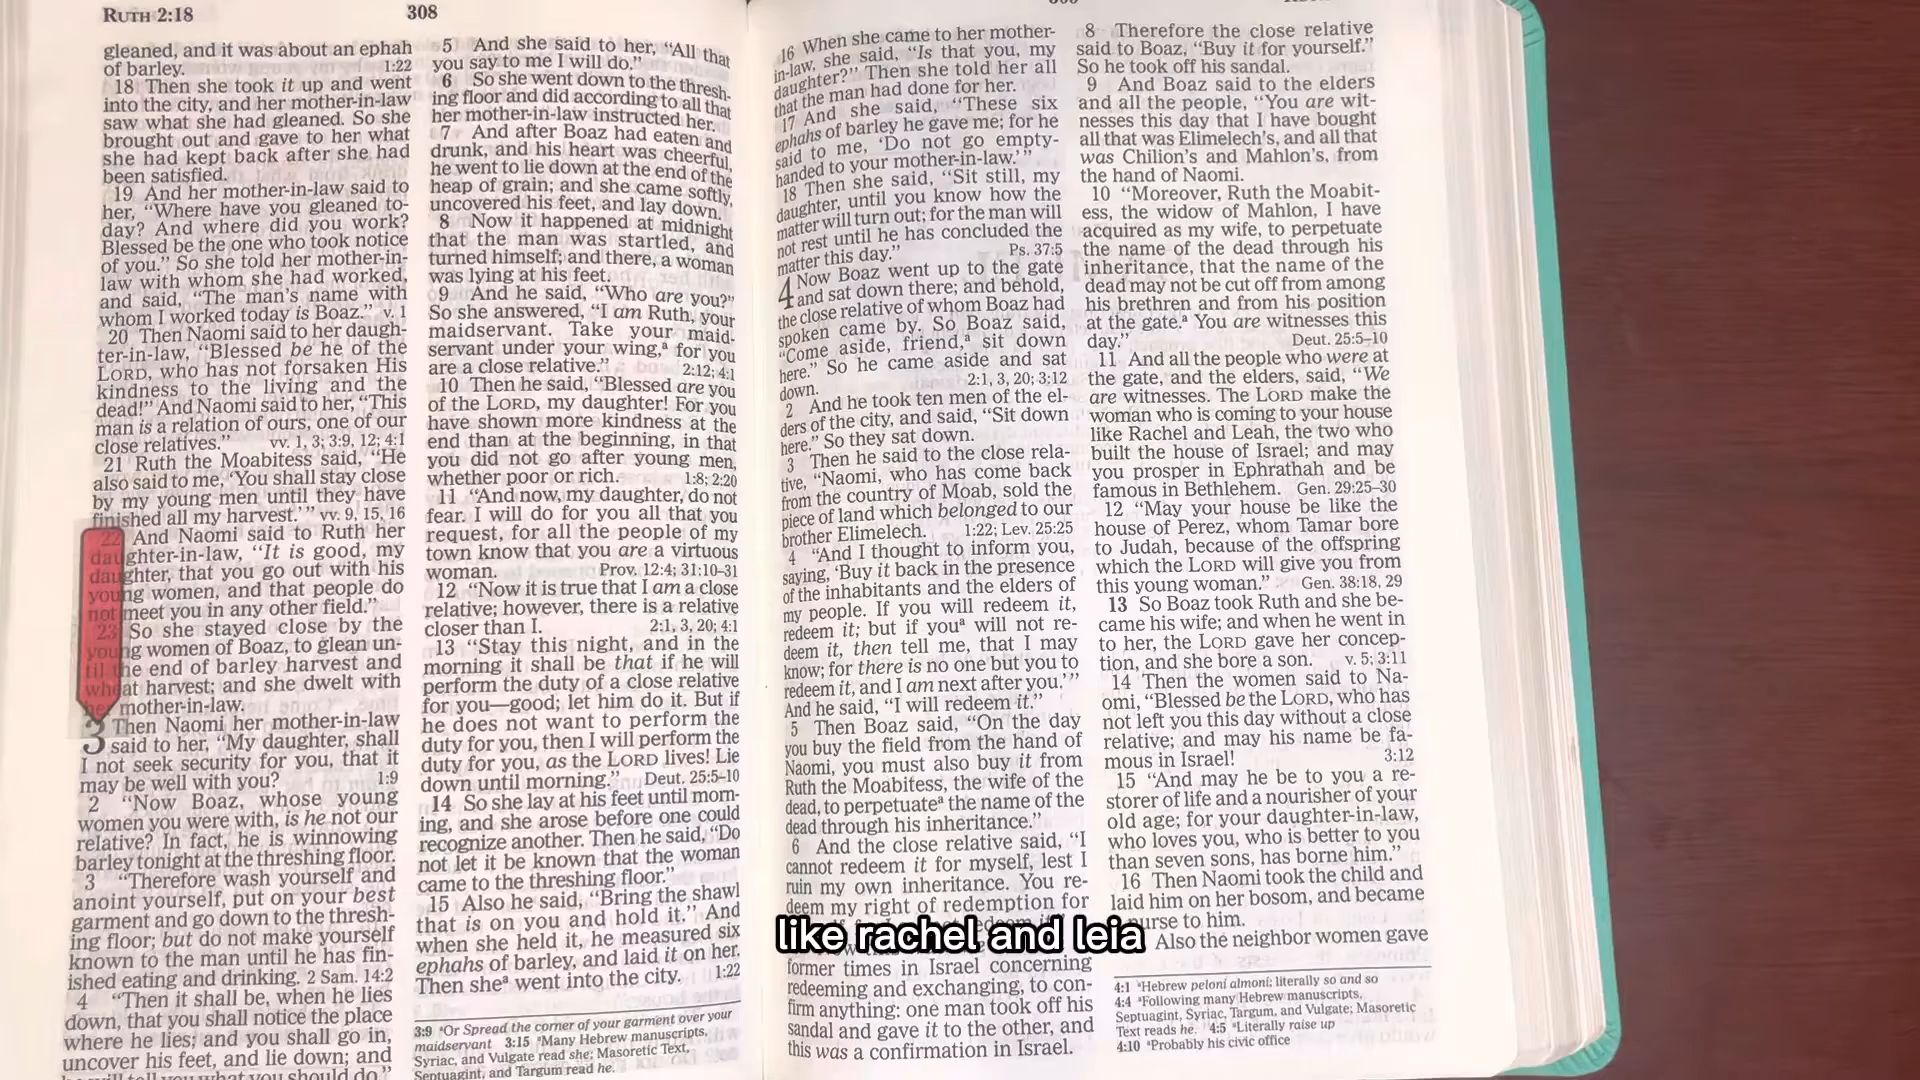 RUTH 2:18
308
gleaned, and it was about an ephah
of barley. 1:22
18 Then she took it up and went
into the city, and her mother-in-law
saw what she had gleaned. So she
brought out and gave to her what
she had kept back after she had
been satisfied.
19 And her mother-in-law said to
her, “Where have you gleaned to-
day? And where did you work?
Blessed be the one who took notice
of you.” So she told her mother-in-
law with whom she had worked,
and said, “The man’s name with
whom I worked today is Boaz.” v. 1
20 Then Naomi said to her daugh-
ter-in-law, “Blessed be he of the
LORD, who has not forsaken His
kindness to the living and the
dead!” And Naomi said to her, “This
man is a relation of ours, one of our
close relatives.” vv. 1, 3; 3:9, 12; 4:1
21 Ruth the Moabitess said, “He
also said to me, ‘You shall stay close
by my young men until they have
finished all my harvest.’” vv. 9, 15, 16
22 And Naomi said to Ruth her
daughter-in-law, “It is good, my
daughter, that you go out with his
young women, and that people do
not meet you in any other field.”
23 So she stayed close by the
young women of Boaz, to glean un-
til the end of barley harvest and
wheat harvest; and she dwelt with
her mother-in-law.
3 Then Naomi her mother-in-law
said to her, “My daughter, shall
I not seek security for you, that it
may be well with you? 1:9
2 “Now Boaz, whose young
women you were with, is he not our
relative? In fact, he is winnowing
barley tonight at the threshing floor.
3 “Therefore wash yourself and
anoint yourself, put on your best
garment and go down to the thresh-
ing floor; but do not make yourself
known to the man until he has fin-
ished eating and drinking. 2 Sam. 14:2
4 “Then it shall be, when he lies
down, that you shall notice the place
where he lies; and you shall go in,
uncover his feet, and lie down; and
he will tell you what you should do.”
5 And she said to her, “All that
you say to me I will do.”
6 So she went down to the thresh-
ing floor and did according to all that
her mother-in-law instructed her.
7 And after Boaz had eaten and
drunk, and his heart was cheerful,
he went to lie down at the end of the
heap of grain; and she came softly,
uncovered his feet, and lay down.
8 Now it happened at midnight
that the man was startled, and
turned himself; and there, a woman
was lying at his feet.
9 And he said, “Who are you?”
So she answered, “I am Ruth, your
maidservant. Take your maid-
servant under your wing,a for you
are a close relative.” 2:12; 4:1
10 Then he said, “Blessed are you
of the LORD, my daughter! For you
have shown more kindness at the
end than at the beginning, in that
you did not go after young men,
whether poor or rich. 1:8; 2:20
11 “And now, my daughter, do not
fear. I will do for you all that you
request, for all the people of my
town know that you are a virtuous
woman. Prov. 12:4; 31:10–31
12 “Now it is true that I am a close
relative; however, there is a relative
closer than I. 2:1, 3, 20; 4:1
13 “Stay this night, and in the
morning it shall be that if he will
perform the duty of a close relative
for you—good; let him do it. But if
he does not want to perform the
duty for you, then I will perform the
duty for you, as the LORD lives! Lie
down until morning.” Deut. 25:5–10
14 So she lay at his feet until morn-
ing, and she arose before one could
recognize another. Then he said, “Do
not let it be known that the woman
came to the threshing floor.”
15 Also he said, “Bring the shawl
that is on you and hold it.” And
when she held it, he measured six
ephahs of barley, and laid it on her.
Then shea went into the city. 1:22
3:9 aOr Spread the corner of your garment over your
maidservant 3:15 aMany Hebrew manuscripts,
Syriac, and Vulgate read she; Masoretic Text,
Septuagint, and Targum read he.
16 When she came to her mother-
in-law, she said, “Is that you, my
daughter?” Then she told her all
that the man had done for her.
17 And she said, “These six
ephahs of barley he gave me; for he
said to me, ‘Do not go empty-
handed to your mother-in-law.’”
18 Then she said, “Sit still, my
daughter, until you know how the
matter will turn out; for the man will
not rest until he has concluded the
matter this day.” Ps. 37:5
4 Now Boaz went up to the gate
and sat down there; and behold,
the close relative of whom Boaz had
spoken came by. So Boaz said,
“Come aside, friend,a sit down
here.” So he came aside and sat
down. 2:1, 3, 20; 3:12
2 And he took ten men of the el-
ders of the city, and said, “Sit down
here.” So they sat down.
3 Then he said to the close rela-
tive, “Naomi, who has come back
from the country of Moab, sold the
piece of land which belonged to our
brother Elimelech. 1:22; Lev. 25:25
4 “And I thought to inform you,
saying, ‘Buy it back in the presence
of the inhabitants and the elders of
my people. If you will redeem it,
redeem it; but if youa will not re-
deem it, then tell me, that I may
know; for there is no one but you to
redeem it, and I am next after you.’”
And he said, “I will redeem it.”
5 Then Boaz said, “On the day
you buy the field from the hand of
Naomi, you must also buy it from
Ruth the Moabitess, the wife of the
dead, to perpetuatea the name of the
dead through his inheritance.”
6 And the close relative said, “I
cannot redeem it for myself, lest I
ruin my own inheritance. You re-
deem my right of redemption for
former times in Israel concerning
redeeming and exchanging, to con-
firm anything: one man took off his
sandal and gave it to the other, and
this was a confirmation in Israel.
8 Therefore the close relative
said to Boaz, “Buy it for yourself.”
So he took off his sandal.
9 And Boaz said to the elders
and all the people, “You are wit-
nesses this day that I have bought
all that was Elimelech’s, and all that
was Chilion’s and Mahlon’s, from
the hand of Naomi.
10 “Moreover, Ruth the Moabit-
ess, the widow of Mahlon, I have
acquired as my wife, to perpetuate
the name of the dead through his
inheritance, that the name of the
dead may not be cut off from among
his brethren and from his position
at the gate.a You are witnesses this
day.” Deut. 25:5–10
11 And all the people who were at
the gate, and the elders, said, “We
are witnesses. The LORD make the
woman who is coming to your house
like Rachel and Leah, the two who
built the house of Israel; and may
you prosper in Ephrathah and be
famous in Bethlehem. Gen. 29:25–30
12 “May your house be like the
house of Perez, whom Tamar bore
to Judah, because of the offspring
which the LORD will give you from
this young woman.” Gen. 38:18, 29
13 So Boaz took Ruth and she be-
came his wife; and when he went in
to her, the LORD gave her concep-
tion, and she bore a son. v. 5; 3:11
14 Then the women said to Na-
omi, “Blessed be the LORD, who has
not left you this day without a close
relative; and may his name be fa-
mous in Israel! 3:12
15 “And may he be to you a re-
storer of life and a nourisher of your
old age; for your daughter-in-law,
who loves you, who is better to you
than seven sons, has borne him.”
16 Then Naomi took the child and
laid him on her bosom, and became
nurse to him.
Also the neighbor women gave
4:1 aHebrew peloni almoni; literally so and so
4:4 aFollowing many Hebrew manuscripts,
Septuagint, Syriac, Targum, and Vulgate; Masoretic
Text reads he. 4:5 aLiterally raise up
4:10 aProbably his civic office
like rachel and leia